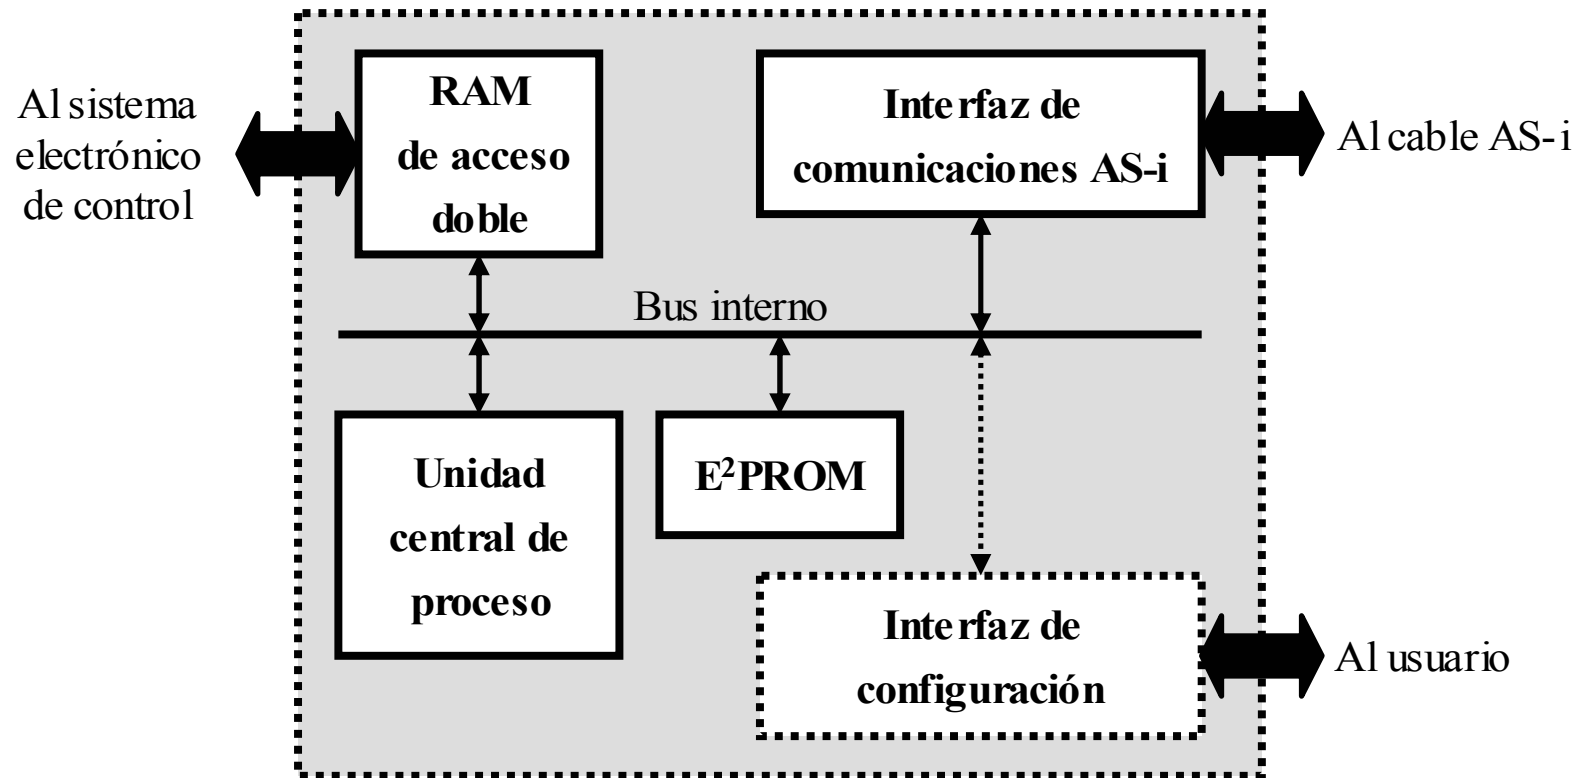 Al sistema
electrónico
de control
RAM
de acceso
doble
Interfaz de
comunicaciones AS-i
Al cable AS-i
Bus interno
Unidad
central de
proceso
E²PROM
Interfaz de
configuración
Al usuario